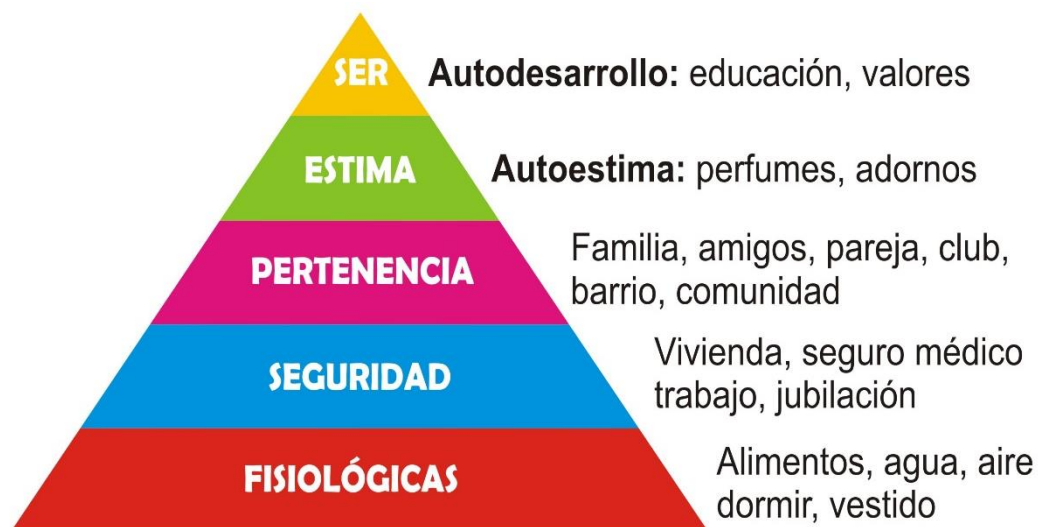 SER
Autodesarrollo: educación, valores
ESTIMA
Autoestima: perfumes, adornos
PERTENENCIA
Familia, amigos, pareja, club,
barrio, comunidad
SEGURIDAD
Vivienda, seguro médico
trabajo, jubilación
FISIOLÓGICAS
Alimentos, agua, aire
dormir, vestido